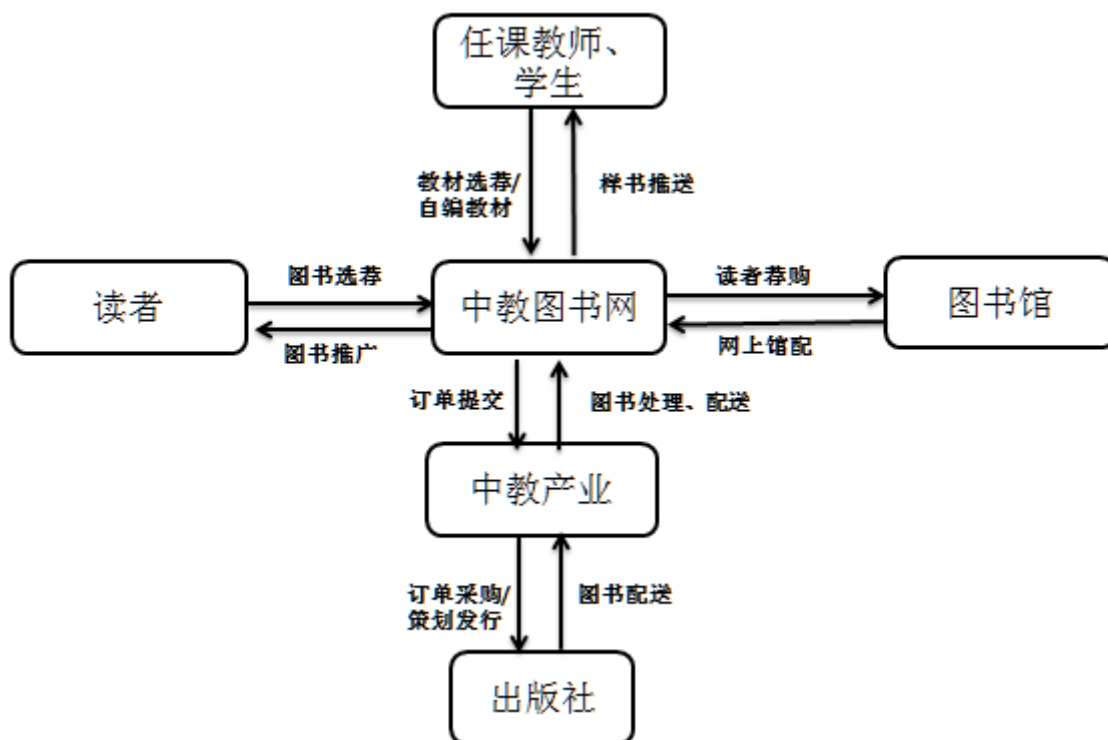 任课教师、
学生
教材选荐/
自编教材
样书推送
图书选荐
读者荐购
读者
中教图书网
图书馆
图书推广
网上馆配
订单提交
图书处理、配送
中教产业
订单采购/
策划发行
图书配送
出版社